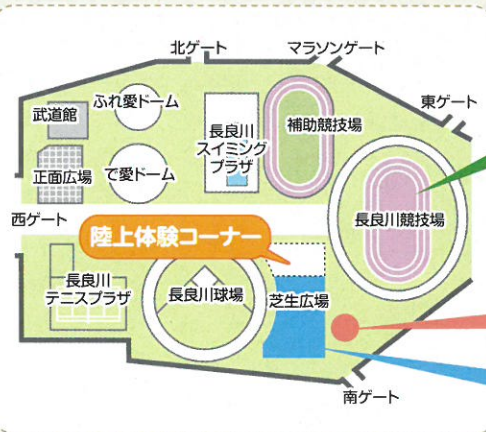 北ゲート
マラソンゲート
東ゲート
武道館
ふれ愛ドーム
長良川
スイミング
プラザ
補助競技場
正面広場
で愛ドーム
長良川競技場
西ゲート
陸上体験コーナー
長良川
テニスプラザ
長良川球場
芝生広場
南ゲート